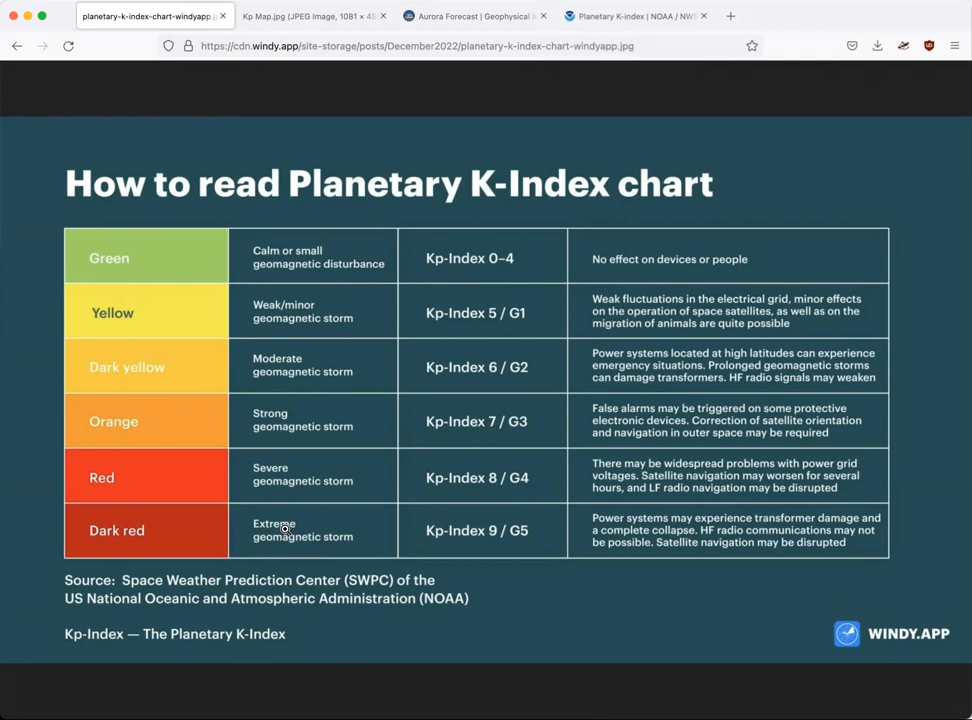 planetary-k-index-chart-windyapp.j
Kp Map.jpg (JPEG Image, 1081 × 48
Aurora Forecast | Geophysical I
Planetary K-index | NOAA / NWS
https://cdn.windy.app/site-storage/posts/December2022/planetary-k-index-chart-windyapp.jpg
How to read Planetary K-Index chart
Green
Calm or small
geomagnetic disturbance
Kp-Index 0–4
No effect on devices or people
Yellow
Weak/minor
geomagnetic storm
Kp-Index 5 / G1
Weak fluctuations in the electrical grid, minor effects
on the operation of space satellites, as well as on the
migration of animals are quite possible
Dark yellow
Moderate
geomagnetic storm
Kp-Index 6 / G2
Power systems located at high latitudes can experience
emergency situations. Prolonged geomagnetic storms
can damage transformers. HF radio signals may weaken
Orange
Strong
geomagnetic storm
Kp-Index 7 / G3
False alarms may be triggered on some protective
electronic devices. Correction of satellite orientation
and navigation in outer space may be required
Red
Severe
geomagnetic storm
Kp-Index 8 / G4
There may be widespread problems with power grid
voltages. Satellite navigation may worsen for several
hours, and LF radio navigation may be disrupted
Dark red
Extreme
geomagnetic storm
Kp-Index 9 / G5
Power systems may experience transformer damage and
a complete collapse. HF radio communications may not
be possible. Satellite navigation may be disrupted
Source: Space Weather Prediction Center (SWPC) of the
US National Oceanic and Atmospheric Administration (NOAA)
Kp-Index — The Planetary K-Index
WINDY.APP